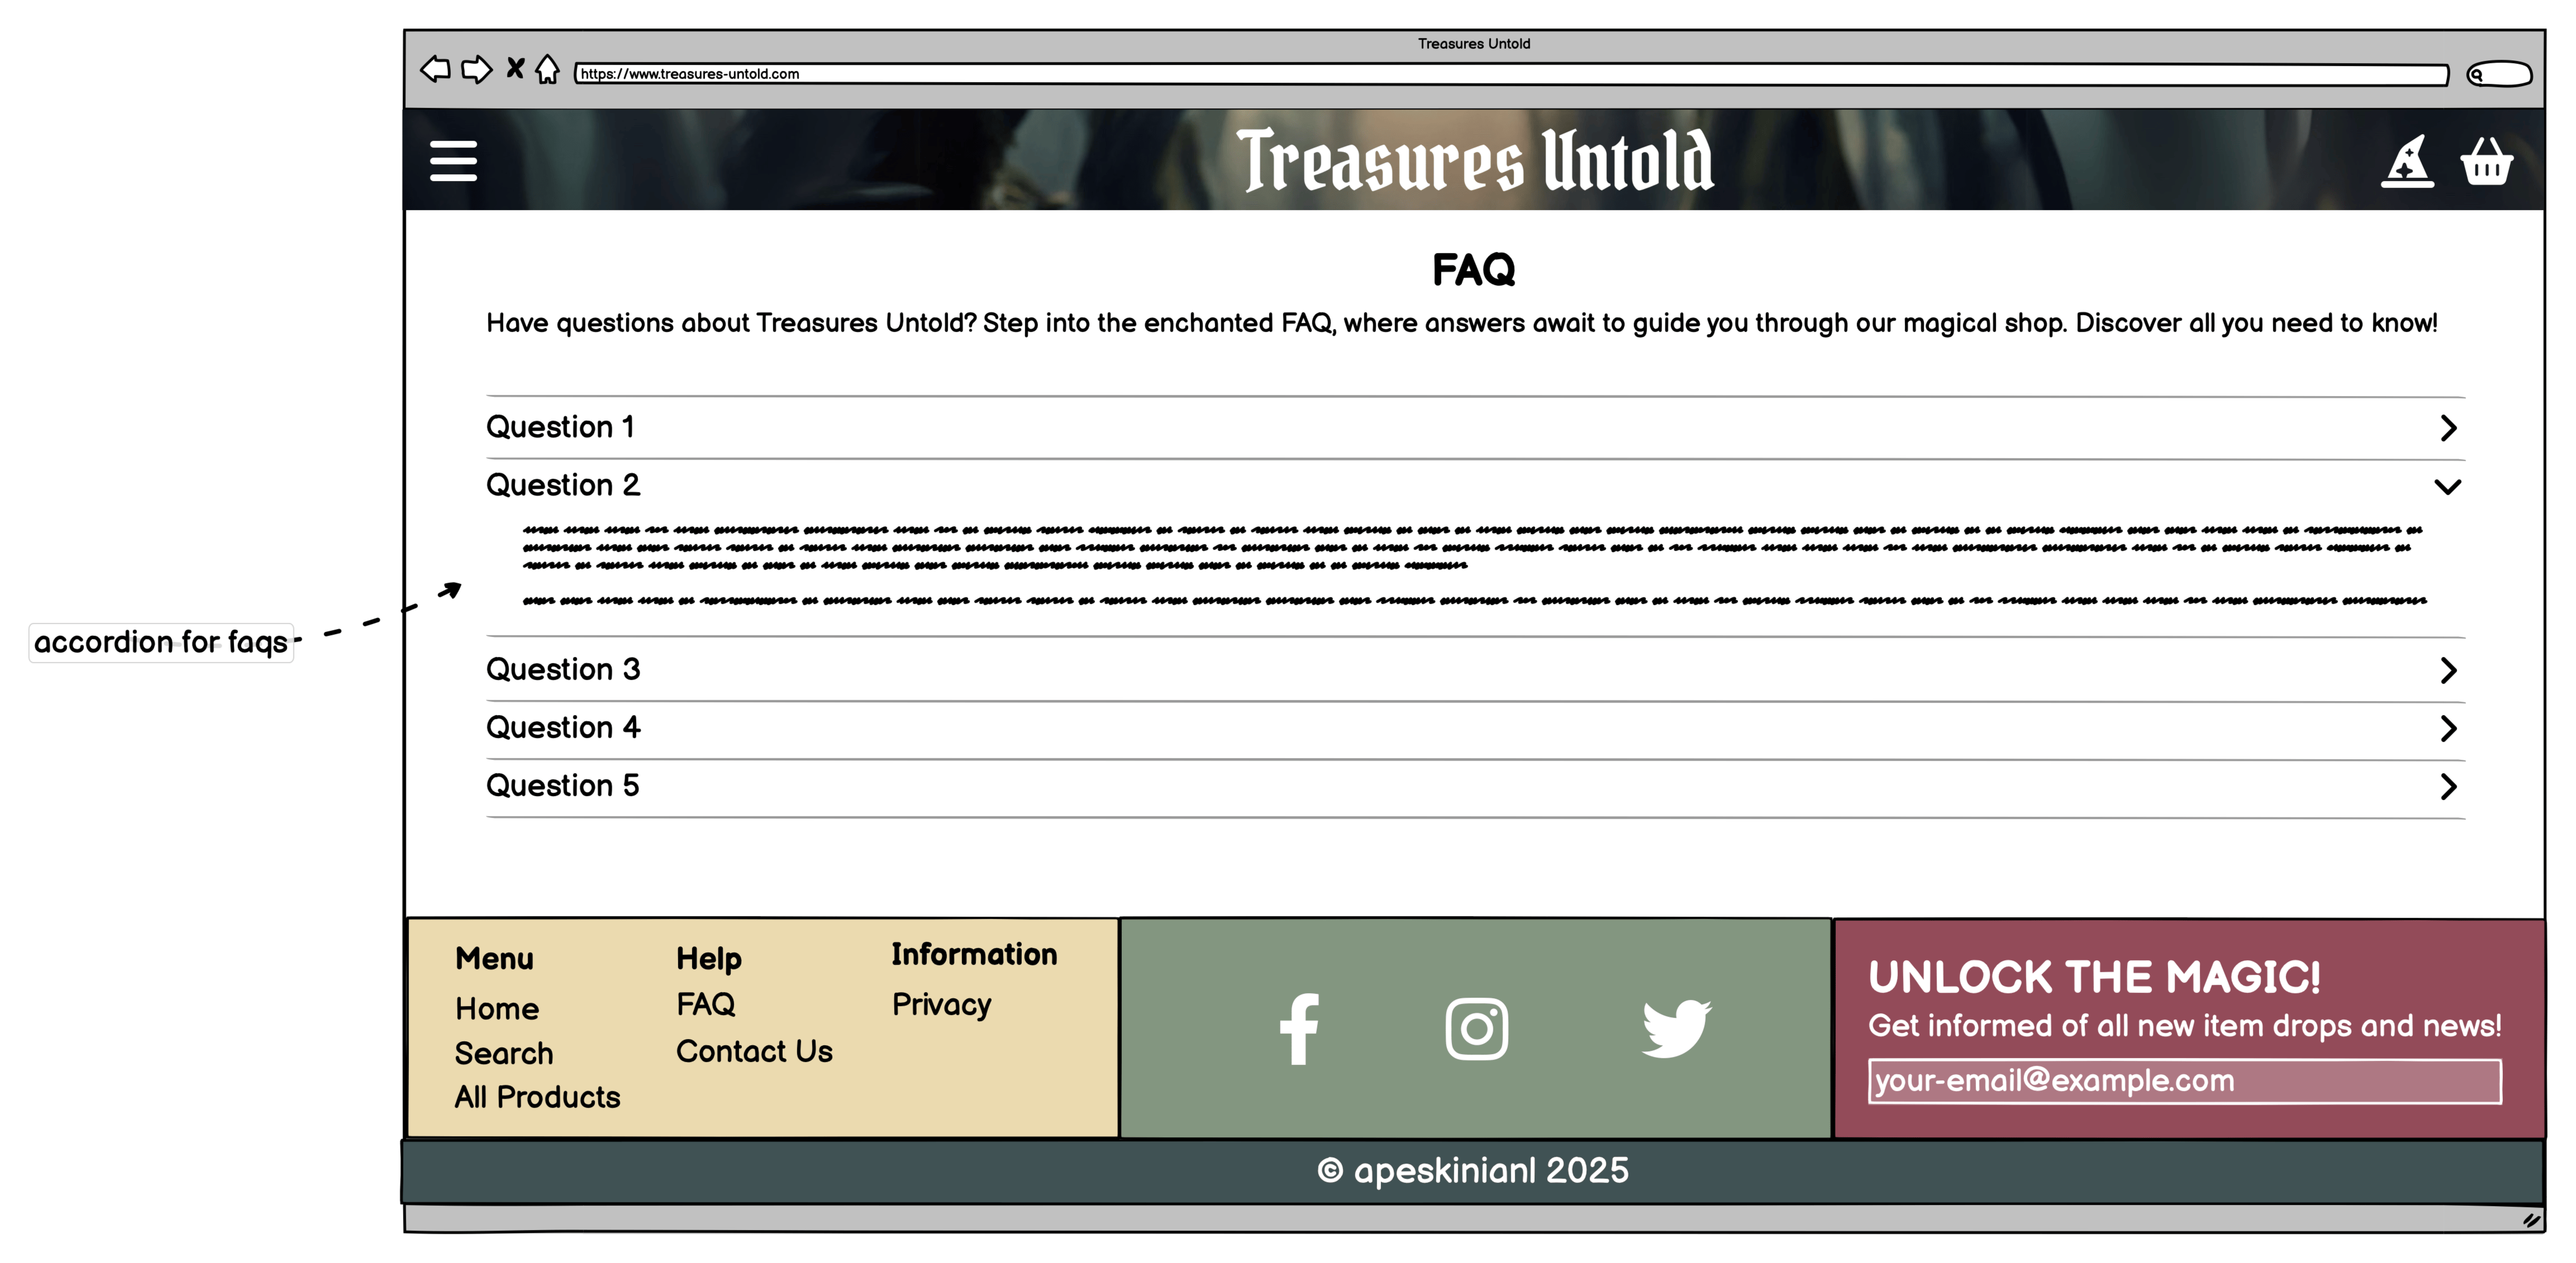 Treasures Untold
https://www.treasures-untold.com
Treasures Untold
FAQ
Have questions about Treasures Untold? Step into the enchanted FAQ, where answers await to guide you through our magical shop. Discover all you need to know!
Question 1
Question 2
accordion for faqs
Question 3
Question 4
Question 5
Menu
Home
Search
All Products
Help
FAQ
Contact Us
Information
Privacy
UNLOCK THE MAGIC!
Get informed of all new item drops and news!
your-email@example.com
© apeskinianl 2025